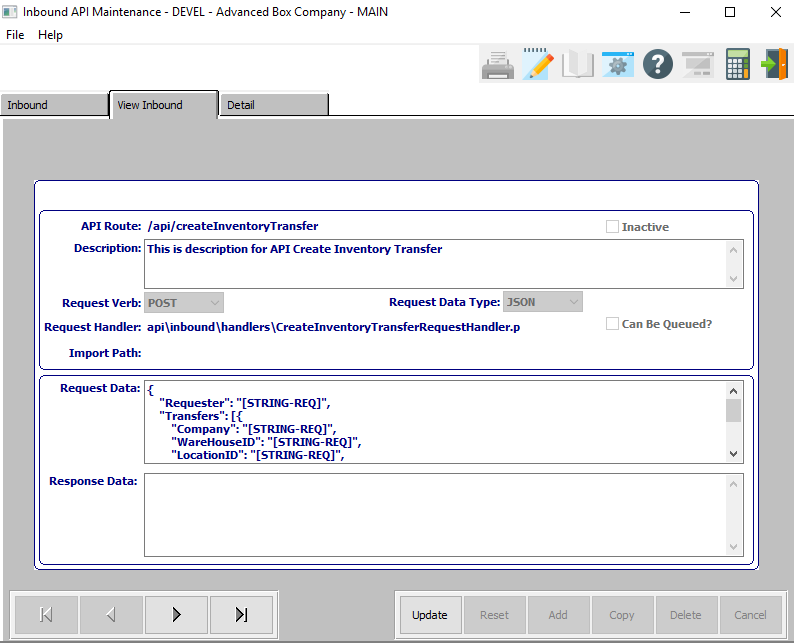 Inbound API Maintenance - DEVEL - Advanced Box Company - MAIN
File Help
?
Inbound View Inbound Detail
API Route: /api/createInventoryTransfer Inactive
Description: This is description for API Create Inventory Transfer
Request Verb: POST Request Data Type: JSON
Request Handler: api\inbound\handlers\CreateInventoryTransferRequestHandler.p Can Be Queued?
Import Path:
Request Data: {
"Requester": "[STRING-REQ]",
"Transfers": [{
"Company": "[STRING-REQ]",
"WareHouseID": "[STRING-REQ]",
"LocationID": "[STRING-REQ]",
Response Data:
Update Reset Add Copy Delete Cancel